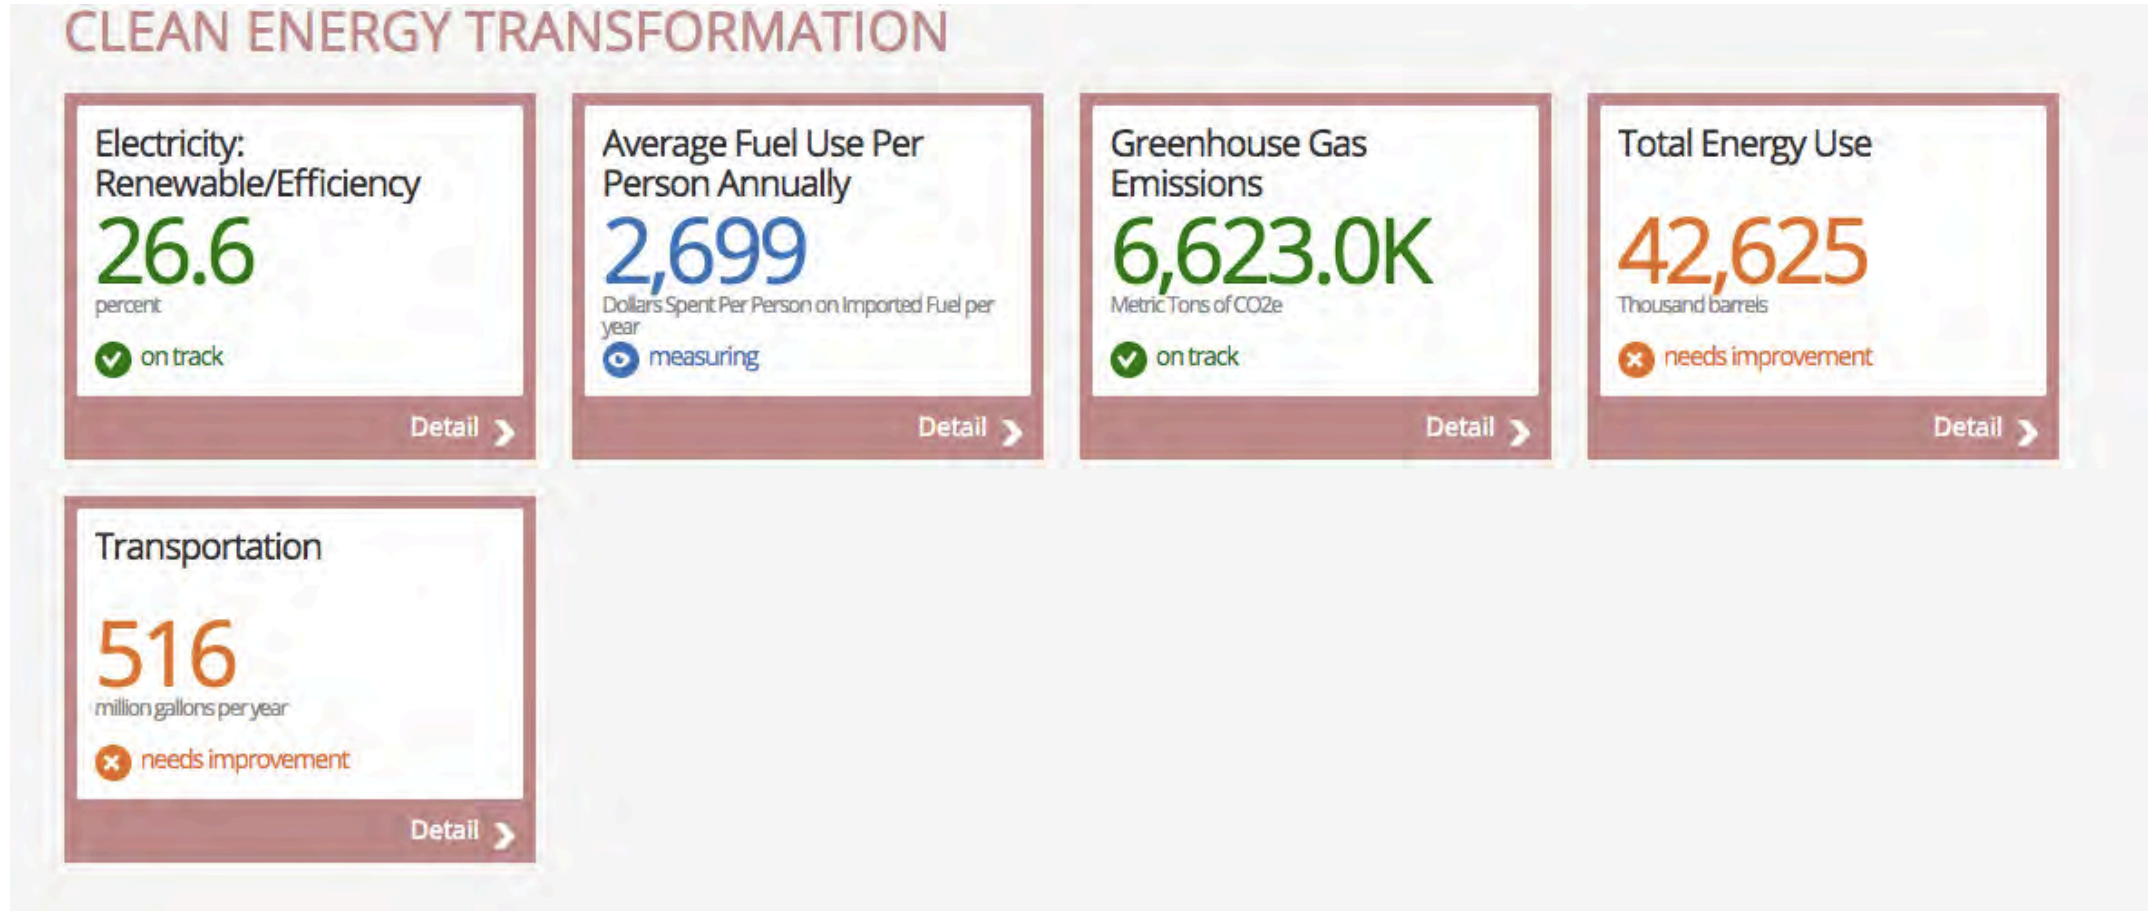 CLEAN ENERGY TRANSFORMATION
Electricity:
Renewable/Efficiency
26.6
percent
on track
Detail
Average Fuel Use Per
Person Annually
2,699
Dollars Spent Per Person on Imported Fuel per
year
measuring
Detail
Greenhouse Gas
Emissions
6,623.0K
Metric Tons of CO2e
on track
Detail
Total Energy Use
42,625
Thousand barrels
needs improvement
Detail
Transportation
516
million gallons per year
needs improvement
Detail